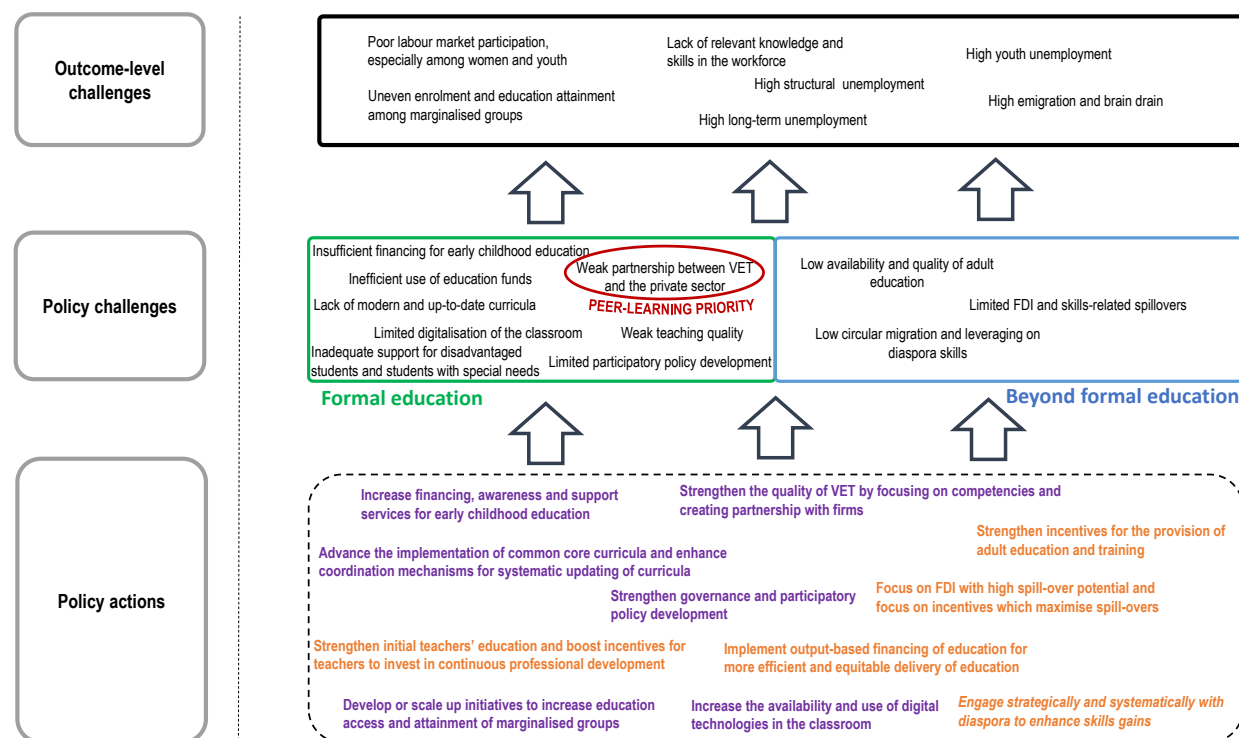 Outcome-level
challenges
Poor labour market participation,
especially among women and youth
Uneven enrolment and education attainment
among marginalised groups
Lack of relevant knowledge and
skills in the workforce
High structural unemployment
High long-term unemployment
High youth unemployment
High emigration and brain drain
Policy challenges
Insufficient financing for early childhood education
Inefficient use of education funds
Lack of modern and up-to-date curricula
Limited digitalisation of the classroom
Inadequate support for disadvantaged
students and students with special needs
Weak partnership between VET
and the private sector
PEER-LEARNING PRIORITY
Weak teaching quality
Limited participatory policy development
Low availability and quality of adult
education
Limited FDI and skills-related spillovers
Low circular migration and leveraging on
diaspora skills
Formal education
Beyond formal education
Policy actions
Increase financing, awareness and support
services for early childhood education
Strengthen the quality of VET by focusing on competencies and
creating partnership with firms
Strengthen incentives for the provision of
adult education and training
Advance the implementation of common core curricula and enhance
coordination mechanisms for systematic updating of curricula
Strengthen governance and participatory
policy development
Focus on FDI with high spill-over potential and
focus on incentives which maximise spill-overs
Strengthen initial teachers' education and boost incentives for
teachers to invest in continuous professional development
Implement output-based financing of education for
more efficient and equitable delivery of education
Develop or scale up initiatives to increase education
access and attainment of marginalised groups
Increase the availability and use of digital
technologies in the classroom
Engage strategically and systematically with
diaspora to enhance skills gains